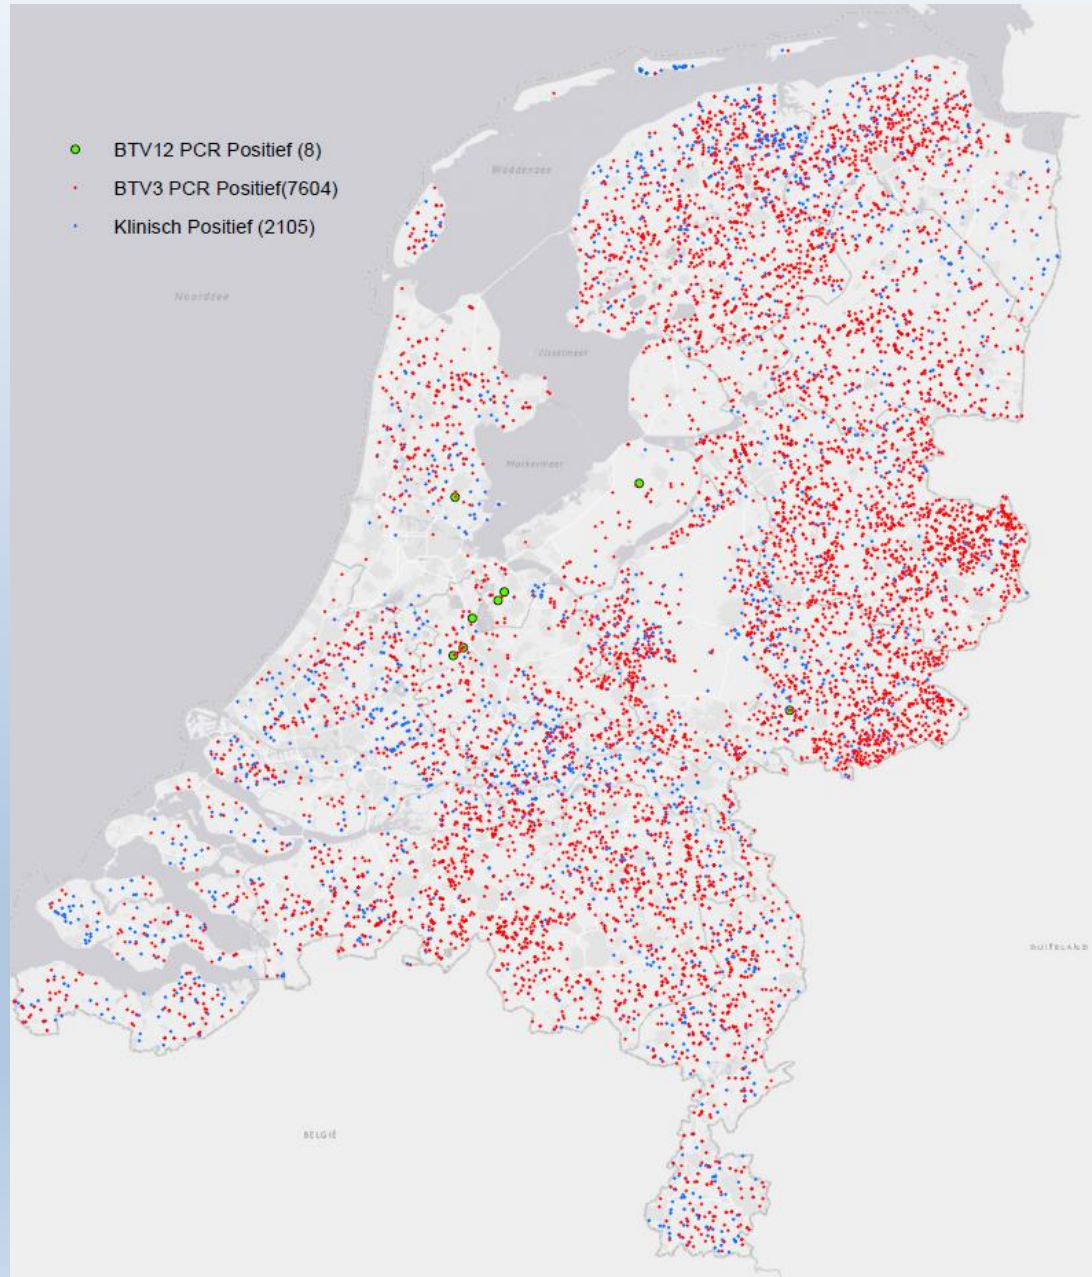 BTV12 PCR Positief (8)
BTV3 PCR Positief(7604)
Klinisch Positief (2105)
Waddenzee
Noordzee
IJsselmeer
Markermeer
DUITSLAND
BELGIË